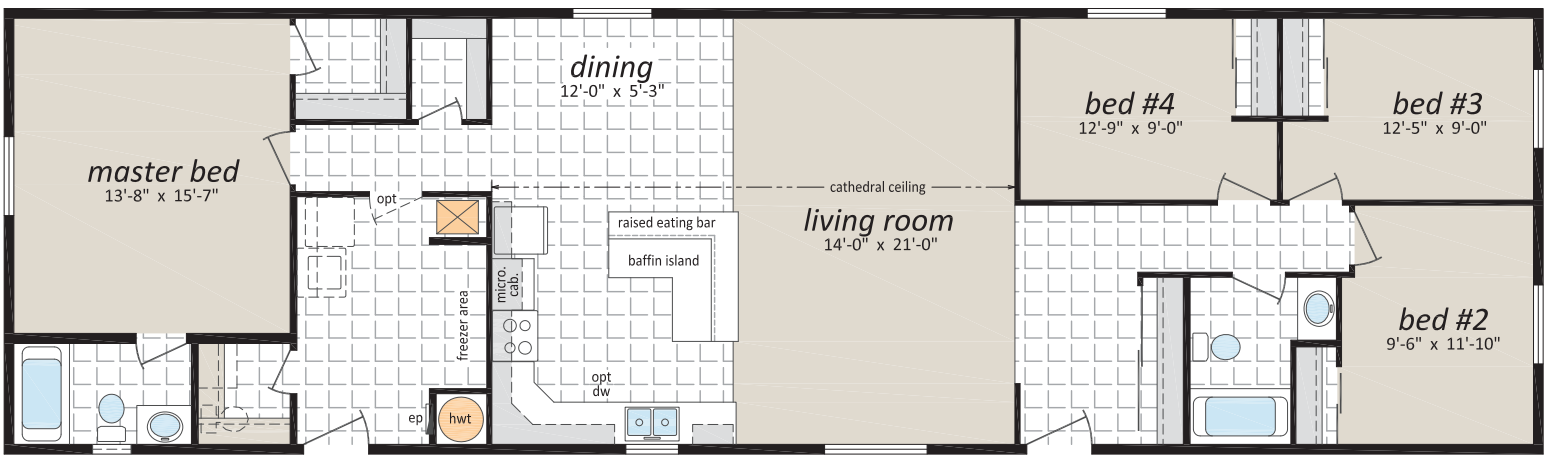 master bed
13'-8" x 15'-7"
opt
freezer area
ep
hwt
dining
12'-0" x 5'-3"
cathedral ceiling
raised eating bar
baffin island
micro.
cab.
opt
dw
living room
14'-0" x 21'-0"
bed #4
12'-9" x 9'-0"
bed #3
12'-5" x 9'-0"
bed #2
9'-6" x 11'-10"